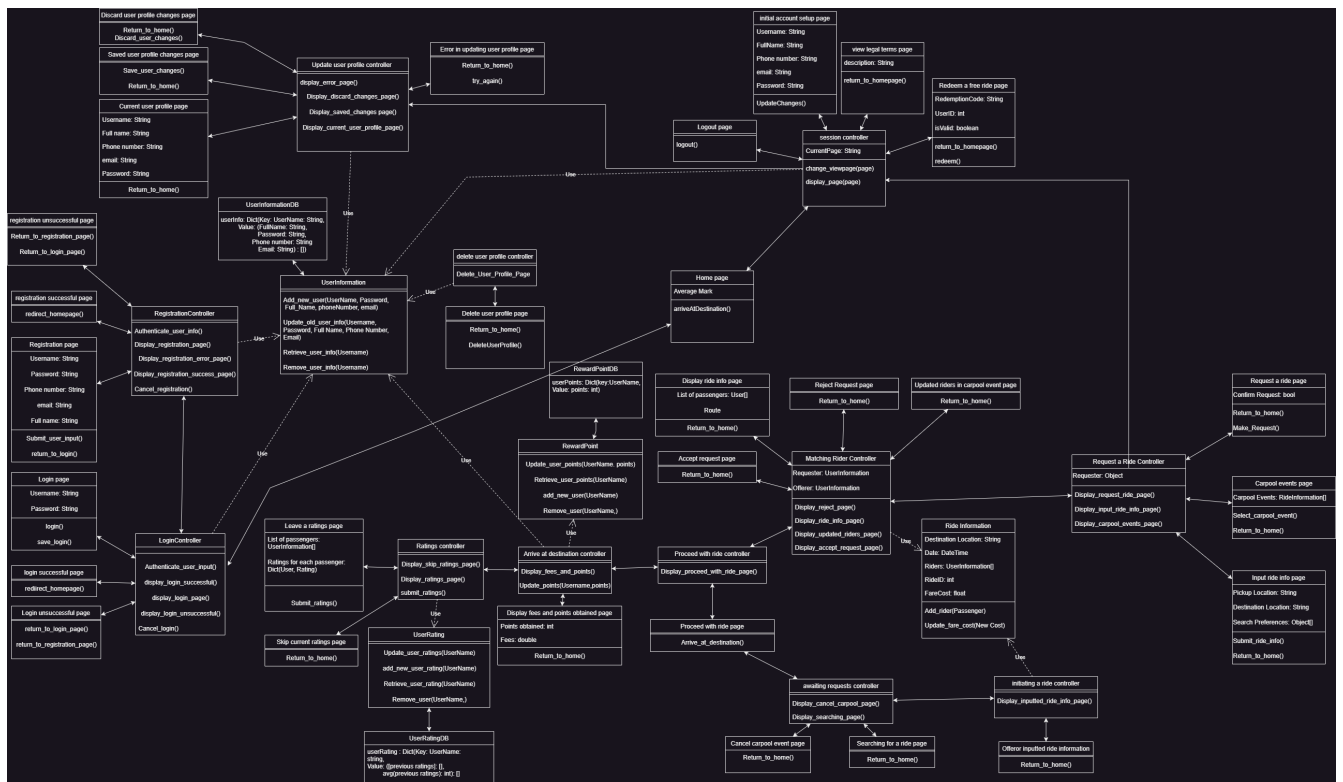 Discard user profile changes page
Return_to_home()
Discard_user_changes()
Saved user profile changes page
Save_user_changes()
Return_to_home()
Current user profile page
Username: String
Full name: String
Phone number: String
email: String
Password: String
Return_to_home()
Update user profile controller
display_error_page()
Display_discard_changes_page()
Display_saved_changes page()
Display_current_user_profile_page()
Error in updating user profile page
Return_to_home()
try_again()
initial account setup page
Username: String
FullName: String
Phone number: String
email: String
Password: String
UpdateChanges()
view legal terms page
description: String
return_to_homepage()
Redeem a free ride page
RedemptionCode: String
UserID: int
isValid: boolean
return_to_homepage()
redeem()
Logout page
logout()
session controller
CurrentPage: String
change_viewpage(page)
display_page(page)
Use
Use
UserInformationDB
userInfo: Dict(Key: UserName: String,
Value: (FullName: String,
Password: String,
Phone number: String
Email: String) : [])
registration unsuccessful page
Return_to_registration_page()
Return_to_login_page()
delete user profile controller
Delete_User_Profile_Page
Use
UserInformation
Add_new_user(UserName, Password,
Full_Name, phoneNumber, email)
Update_old_user_info(Username,
Password, Full Name, Phone Number,
Email)
Retrieve_user_info(Username)
Remove_user_info(Username)
Home page
Average Mark
arriveAtDestination()
registration successful page
redirect_homepage()
RegistrationController
Authenticate_user_info()
Display_registration_page()
Display_registration_error_page()
Display_registration_success_page()
Cancel_registration()
Use
Delete user profile page
Return_to_home()
DeleteUserProfile()
Registration page
Username: String
Password: String
Phone number: String
email: String
Full name: String
Submit_user_input()
return_to_login()
RewardPointDB
userPoints: Dict(key:UserName,
Value: points: int)
Display ride info page
List of passengers: User[]
Route
Return_to_home()
Reject Request page
Return_to_home()
Updated riders in carpool event page
Return_to_home()
Request a ride page
Confirm Request: bool
Return_to_home()
Make_Request()
Use
Use
RewardPoint
Update_user_points(UserName. points)
Retrieve_user_points(UserName)
add_new_user(UserName)
Remove_user(UserName,)
Accept request page
Return_to_home()
Matching Rider Controller
Requester: UserInformation
Offerer: UserInformation
Display_reject_page()
Display_ride_info_page()
Display_updated_riders_page()
Display_accept_request_page()
Request a Ride Controller
Requester: Object
Display_request_ride_page()
Display_input_ride_info_page()
Display_carpool_events_page()
Carpool events page
Carpool Events: RideInformation[]
Select_carpool_event()
Return_to_home()
Login page
Username: String
Password: String
login()
save_login()
Leave a ratings page
List of passengers:
UserInformation[]
Ratings for each passenger:
Dict(User, Rating)
Submit_ratings()
Use
Use
Ride Information
Destination Location: String
Date: DateTime
Riders: UserInformation[]
RideID: int
FareCost: float
Add_rider(Passenger)
Update_fare_cost(New Cost)
LoginController
Authenticate_user_input()
display_login_successful()
display_login_page()
display_login_unsuccessful()
Cancel_login()
Ratings controller
Display_skip_ratings_page()
Display_ratings_page()
submit_ratings()
Arrive at destination controller
Display_fees_and_points()
Update_points(Username,points)
Proceed with ride controller
Display_proceed_with_ride_page()
login successful page
redirect_homepage()
Input ride info page
Pickup Location: String
Destination Location: String
Search Preferences: Object[]
Submit_ride_info()
Return_to_home()
Login unsuccessful page
return_to_login_page()
return_to_registration_page()
Use
Display fees and points obtained page
Points obtained: int
Fees: double
Return_to_home()
Proceed with ride page
Arrive_at_destination()
Skip current ratings page
Return_to_home()
UserRating
Update_user_ratings(UserName)
add_new_user_rating(UserName)
Retrieve_user_rating(UserName)
Remove_user(UserName,)
Use
awaiting requests controller
Display_cancel_carpool_page()
Display_searching_page()
initiating a ride controller
Display_inputted_ride_info_page()
UserRatingDB
userRating : Dict(Key: UserName:
string,
Value: ([previous ratings]: [],
avg(previous ratings): int): []
Cancel carpool event page
Return_to_home()
Searching for a ride page
Return_to_home()
Offeror inputted ride information
Return_to_home()